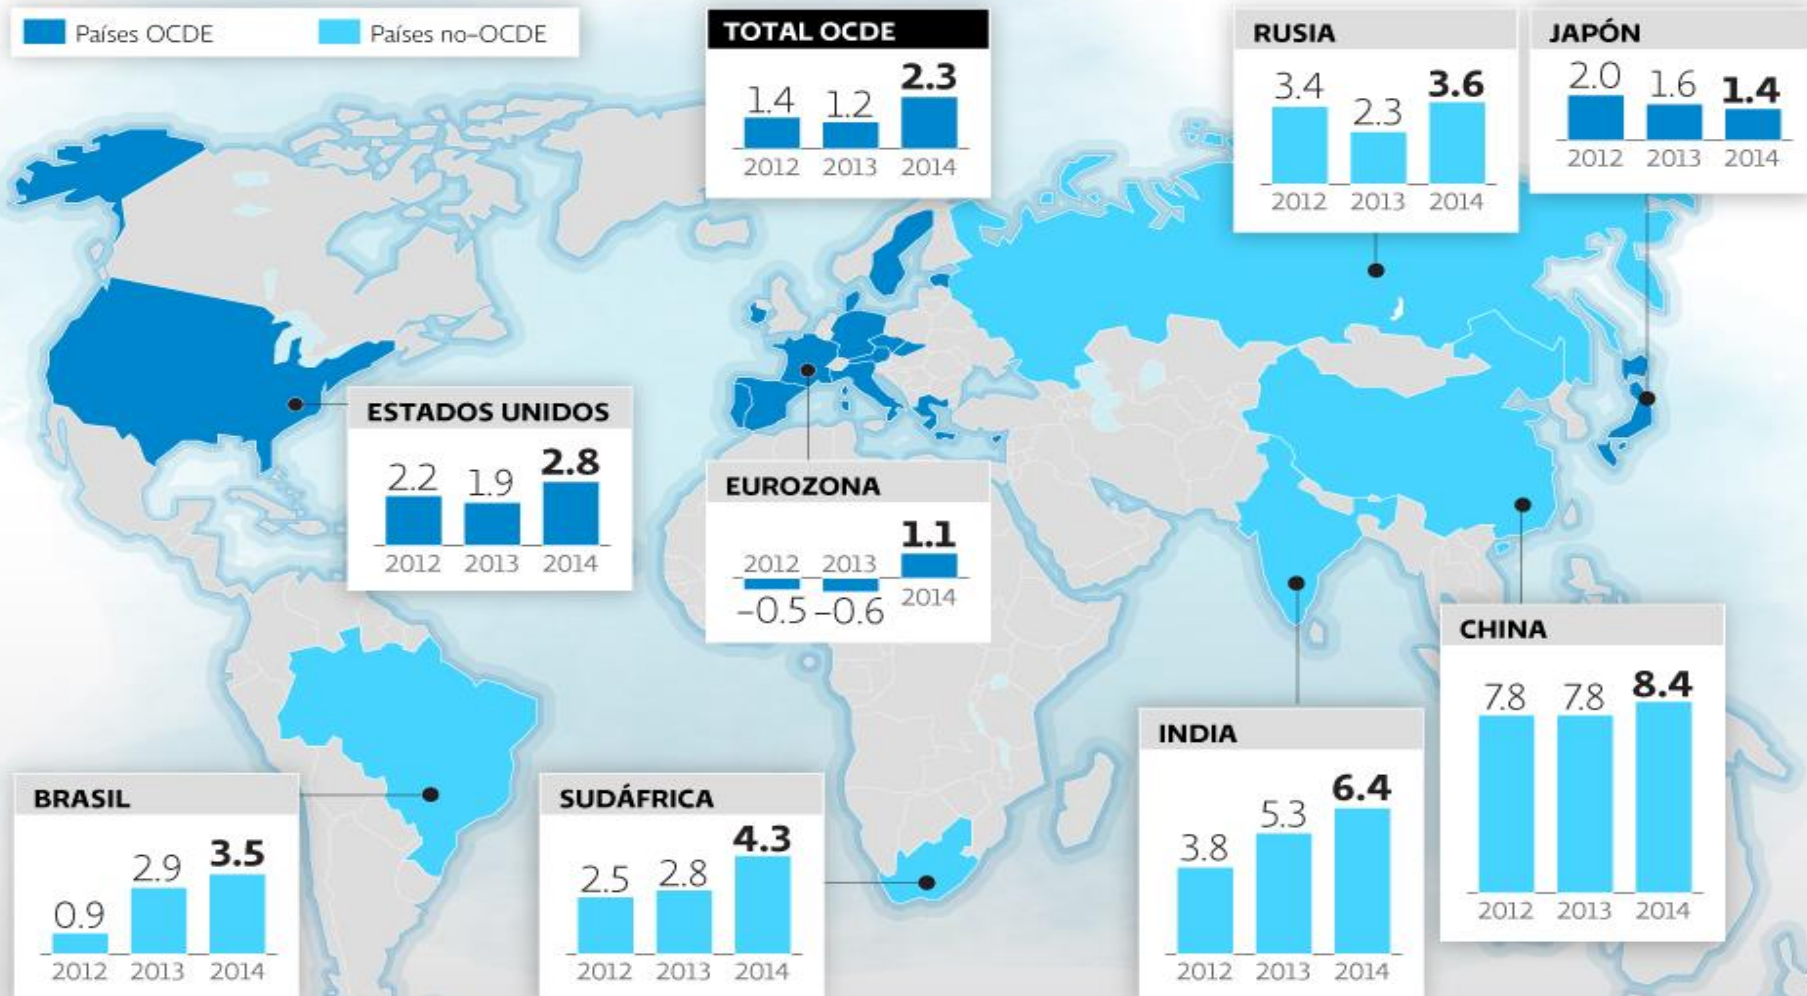 Países OCDE
Países no-OCDE
TOTAL OCDE
1.4 1.2 2.3
2012 2013 2014
RUSIA
3.4 2.3 3.6
2012 2013 2014
JAPÓN
2.0 1.6 1.4
2012 2013 2014
ESTADOS UNIDOS
2.2 1.9 2.8
2012 2013 2014
EUROZONA
1.1
2012 2013
-0.5 -0.6 2014
CHINA
7.8 7.8 8.4
2012 2013 2014
INDIA
3.8 5.3 6.4
2012 2013 2014
BRASIL
0.9 2.9 3.5
2012 2013 2014
SUDÁFRICA
2.5 2.8 4.3
2012 2013 2014